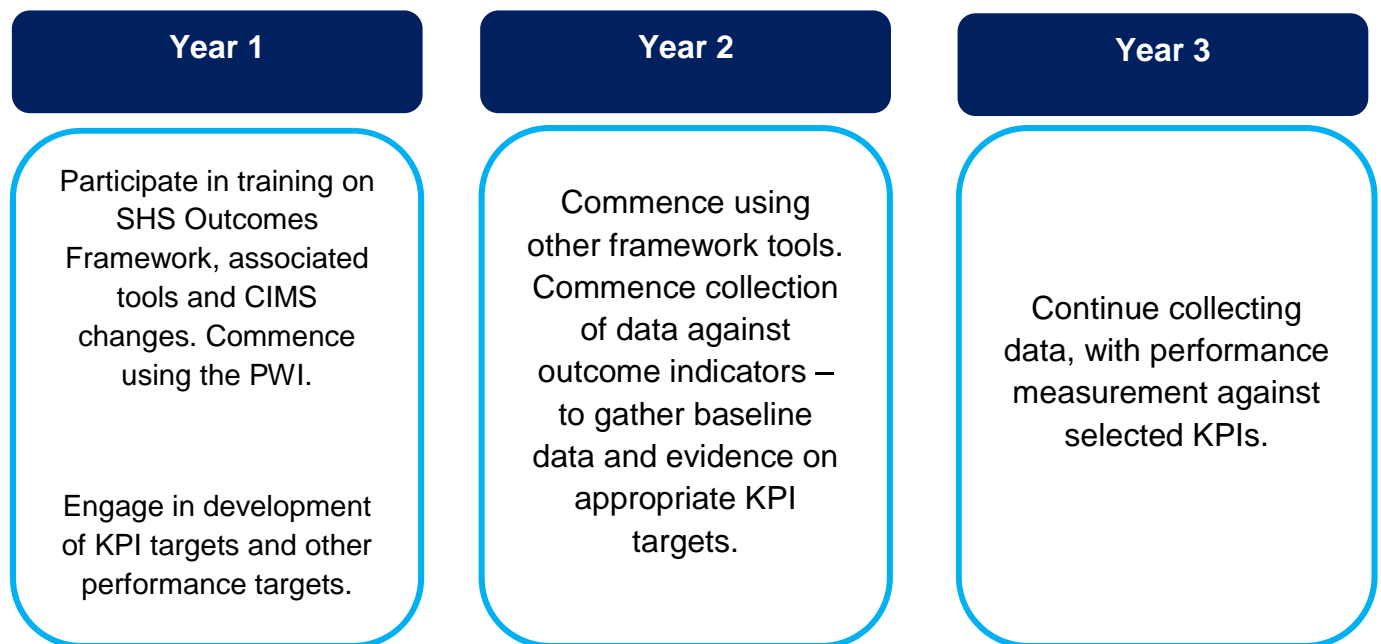 Year 1
Participate in training on
SHS Outcomes
Framework, associated
tools and CIMS
changes. Commence
using the PWI.
Engage in development
of KPI targets and other
performance targets.
Year 2
Commence using
other framework tools.
Commence collection
of data against
outcome indicators –
to gather baseline
data and evidence on
appropriate KPI
targets.
Year 3
Continue collecting
data, with performance
measurement against
selected KPIs.